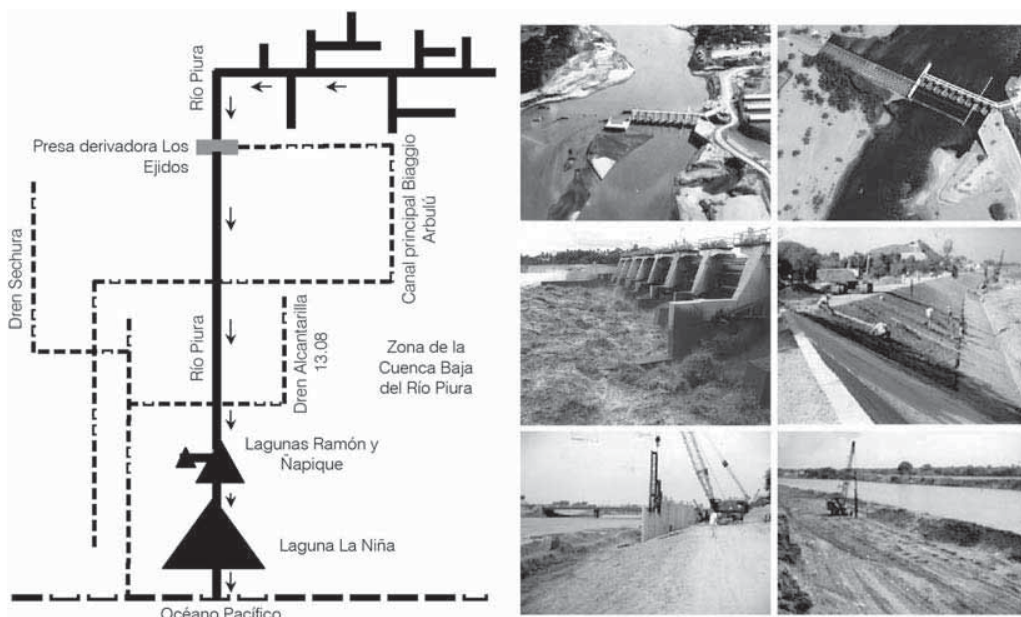 Río Piura
Presa derivadora Los
Ejidos
Canal principal Biaggio
Arbulú
Dren Sechura
Río Piura
Dren Alcantarilla
13.08
Zona de la
Cuenca Baja
del Río Piura
Lagunas Ramón y
Ñapique
Laguna La Niña
Océano Pacífico